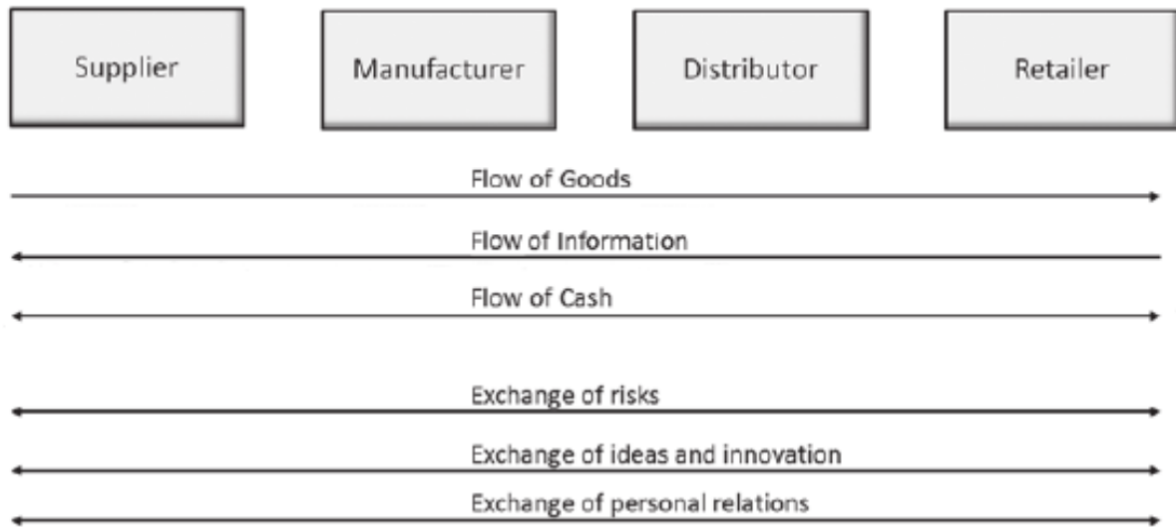 Supplier
Manufacturer
Distributor
Retailer
Flow of Goods
Flow of Information
Flow of Cash
Exchange of risks
Exchange of ideas and innovation
Exchange of personal relations